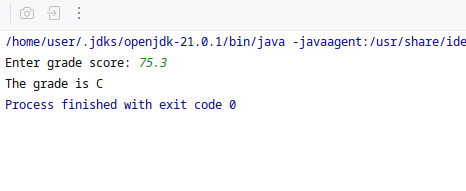 /home/user/.jdks/openjdk-21.0.1/bin/java -javaagent:/usr/share/ide
Enter grade score: 75.3
The grade is C
Process finished with exit code 0